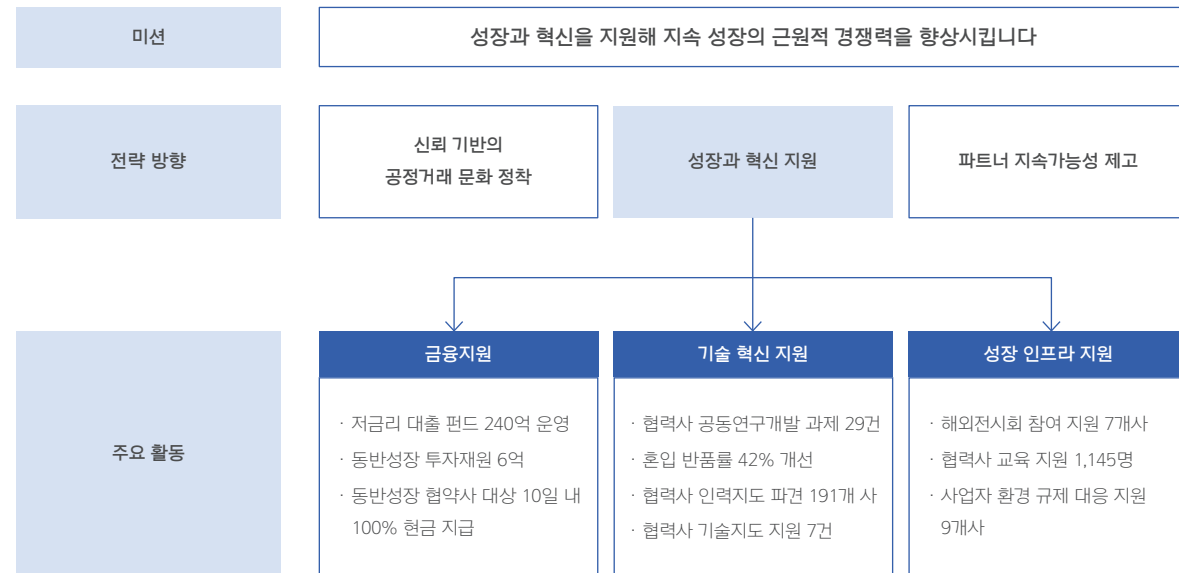 미션
성장과 혁신을 지원해 지속 성장의 근원적 경쟁력을 향상시킵니다
전략 방향
신뢰 기반의
공정거래 문화 정착
성장과 혁신 지원
파트너 지속가능성 제고
주요 활동
금융지원
· 저금리 대출 펀드 240억 운영
· 동반성장 투자재원 6억
· 동반성장 협약사 대상 10일 내
100% 현금 지급
기술 혁신 지원
· 협력사 공동연구개발 과제 29건
· 혼입 반품률 42% 개선
· 협력사 인력지도 파견 191개 사
· 협력사 기술지도 지원 7건
성장 인프라 지원
· 해외전시회 참여 지원 7개사
· 협력사 교육 지원 1,145명
· 사업자 환경 규제 대응 지원
9개사